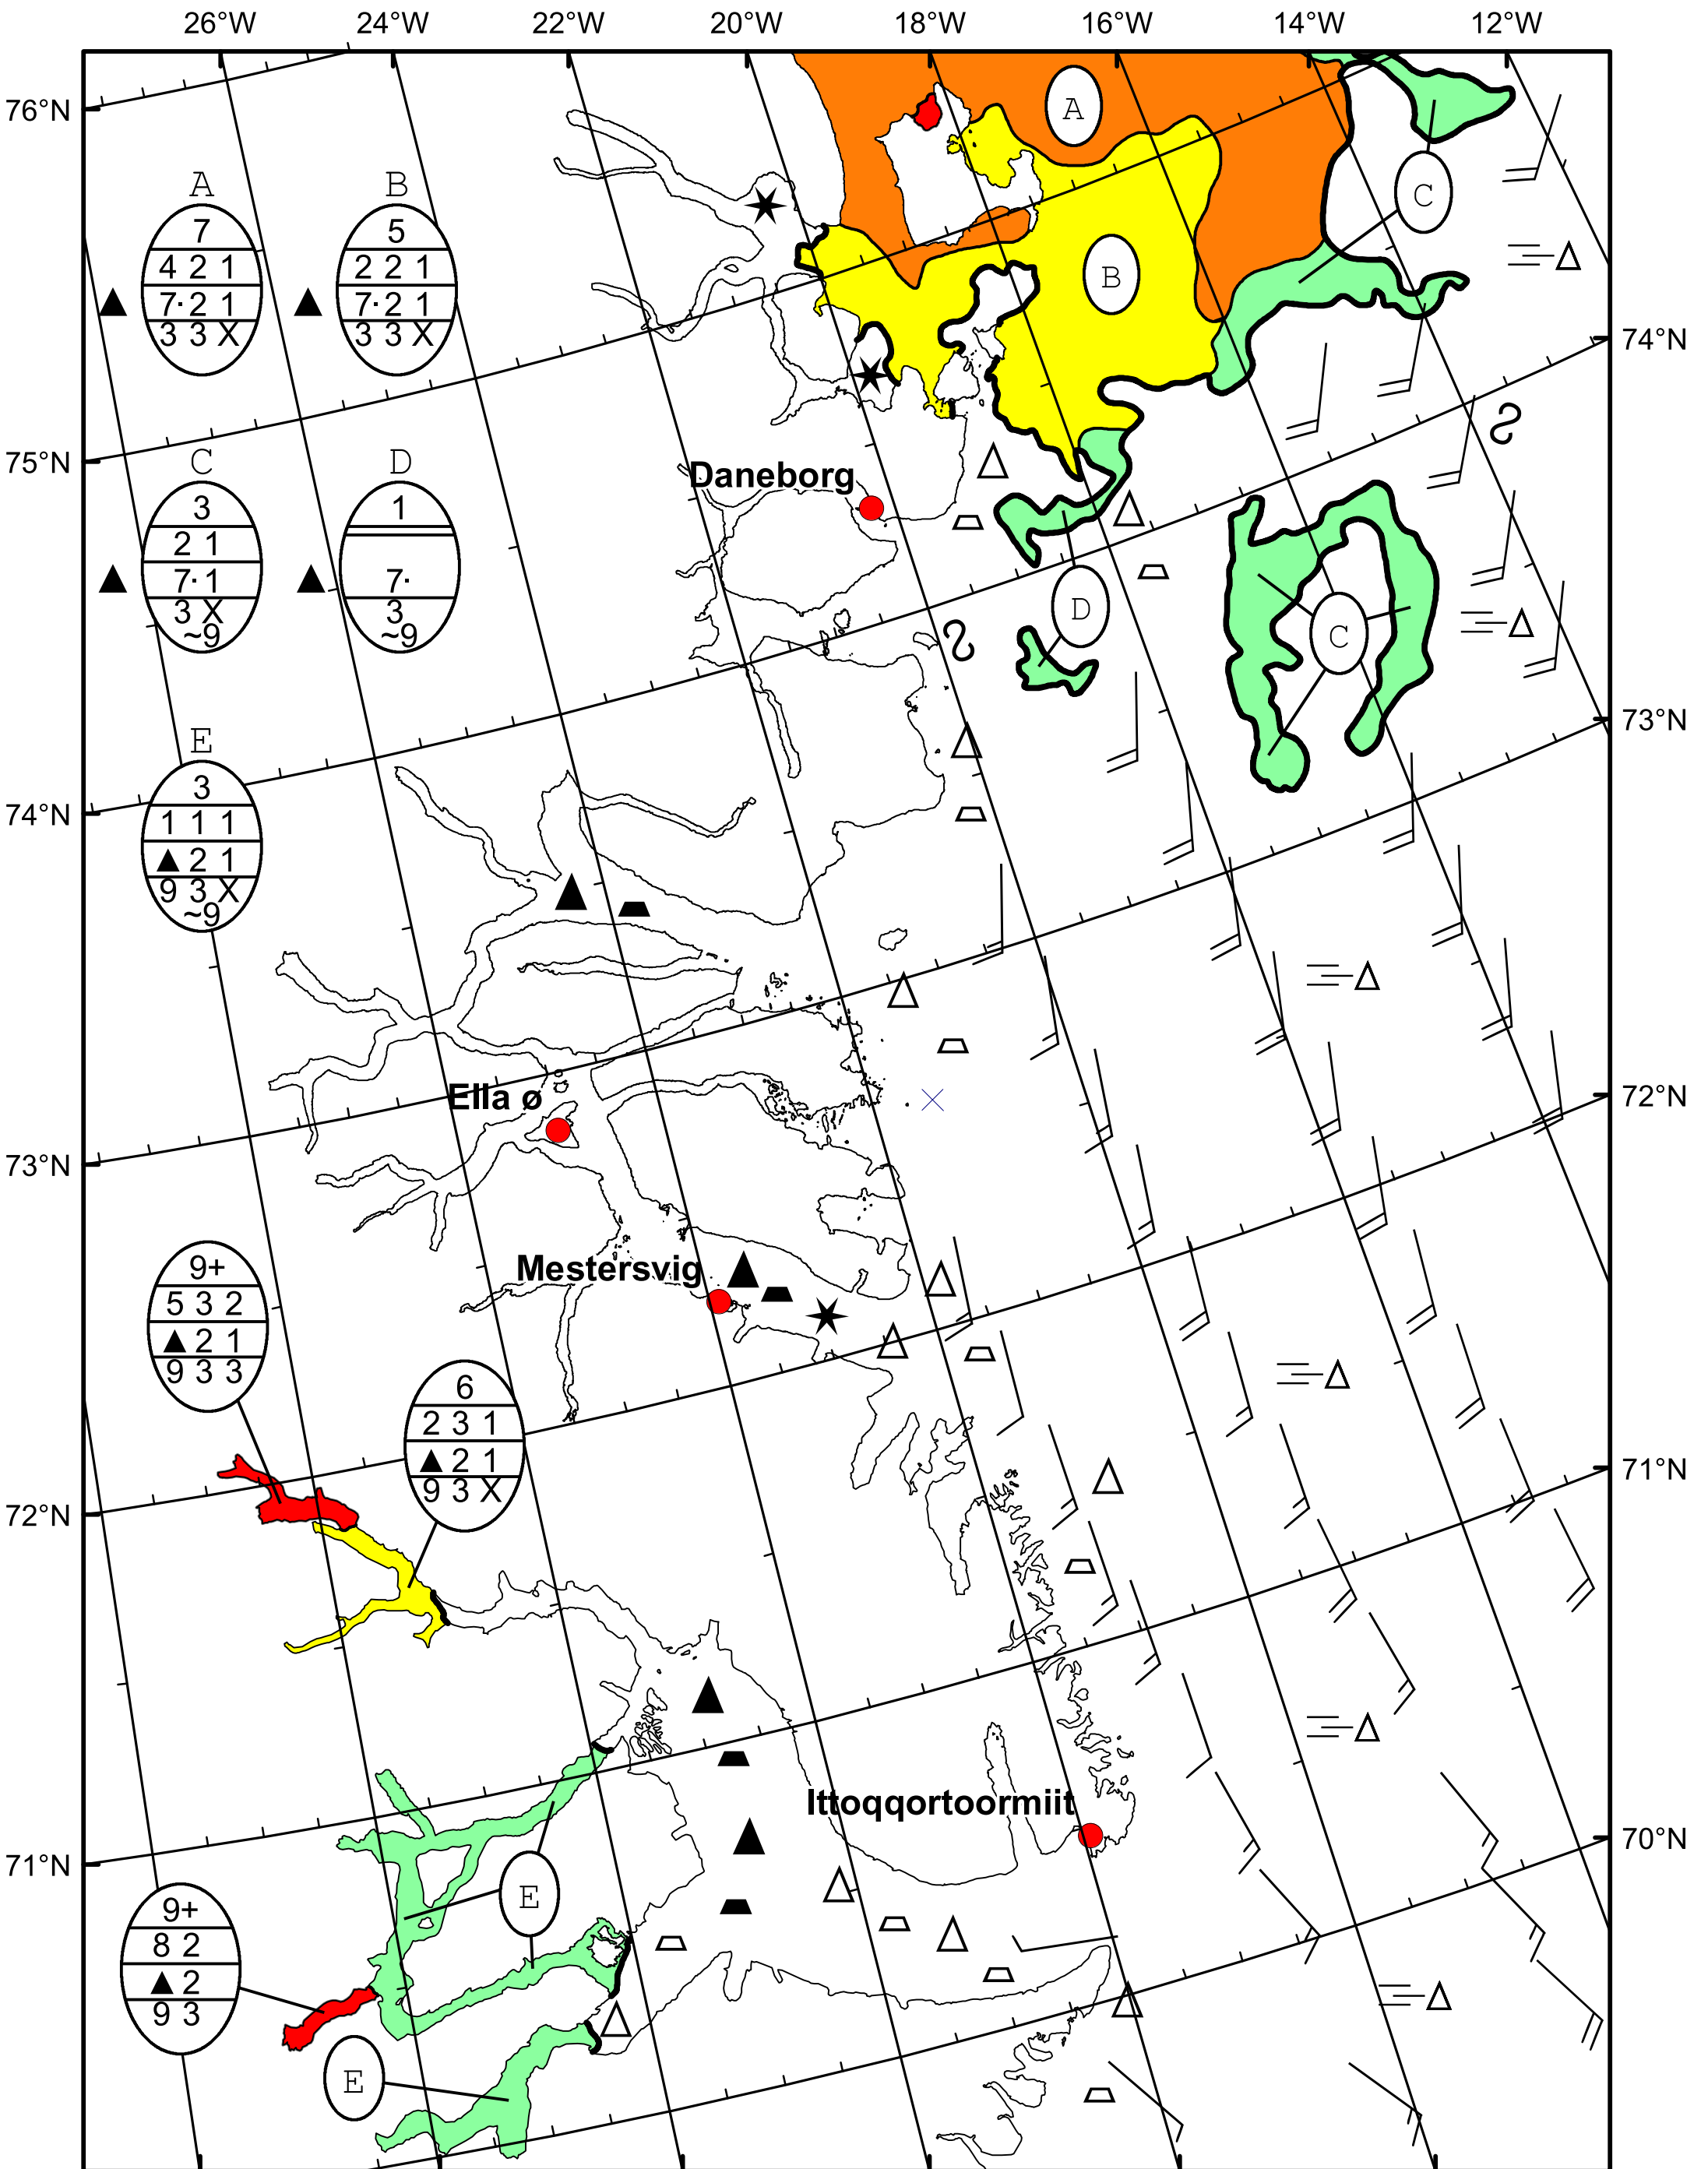 26°W 24°W 22°W 20°W 18°W 16°W 14°W 12°W
76°N
A
A B
7
4 2 1
7· 2 1
3 3 X
5
2 2 1
7· 2 1
3 3 X
C
B
74°N
75°N
C D
3
2 1
7· 1
3 X
~9
1
7·
3
~9
Daneborg
D
C
73°N
E
3
1 1 1
2 1
9 3 X
~9
74°N
Ella ø
72°N
73°N
Mestersvig
9+
5 3 2
2 1
9 3 3
6
2 3 1
2 1
9 3 X
71°N
72°N
Ittoqqortoormiit
70°N
71°N
E
9+
8 2
2
9 3
E